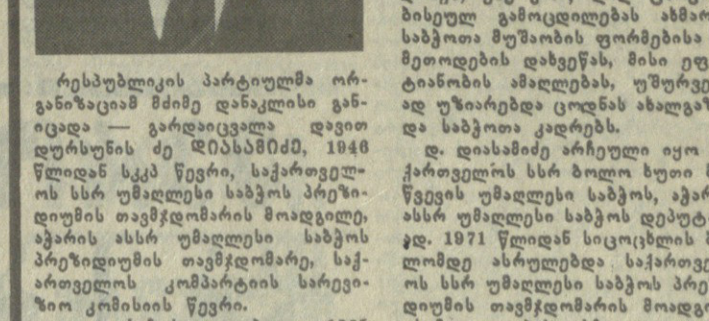 რესპუბლიკის პარტიულმა ორ-
განიზაციამ მძიმე დანაკლისი გან-
იცადა — გარდაიცვალა დავით
დურსუნის ძე ᲓᲘᲐᲡᲐᲛᲘᲫᲔ, 1946
წლიდან სკკპ წევრი, საქართველ-
ოს სსრ უმაღლესი საბჭოს პრეზი-
დიუმის თავმჯდომარის მოადგილე,
აჭარის ასსრ უმაღლესი საბჭოს
პრეზიდიუმის თავმჯდომარე, საქ-
ართველოს კომპარტიის სარევი-
ზიო კომისიის წევრი.
ბისეულ გამოცდილებას ახმარ
საბჭოთა მუშაობის ფორმებისა
მეთოდების დახვეწას, მისი ეფ
ტიანობის ამაღლებას, უშურვე
ად უზიარებდა ცოდნას ახალგაზ
და საბჭოთა კადრებს.
დ. დიასამიძე არჩეული იყო
ქართველოს სსრ ბოლო ხუთი
წვევის უმაღლესი საბჭოს, აჭარ
ასსრ უმაღლესი საბჭოს დეპუტ
ად. 1971 წლიდან სიცოცხლის
ლომდე ასრულებდა საქართვე
ოს სსრ უმაღლესი საბჭოს პრე
დიუმის თავმჯდომარის მოადგი